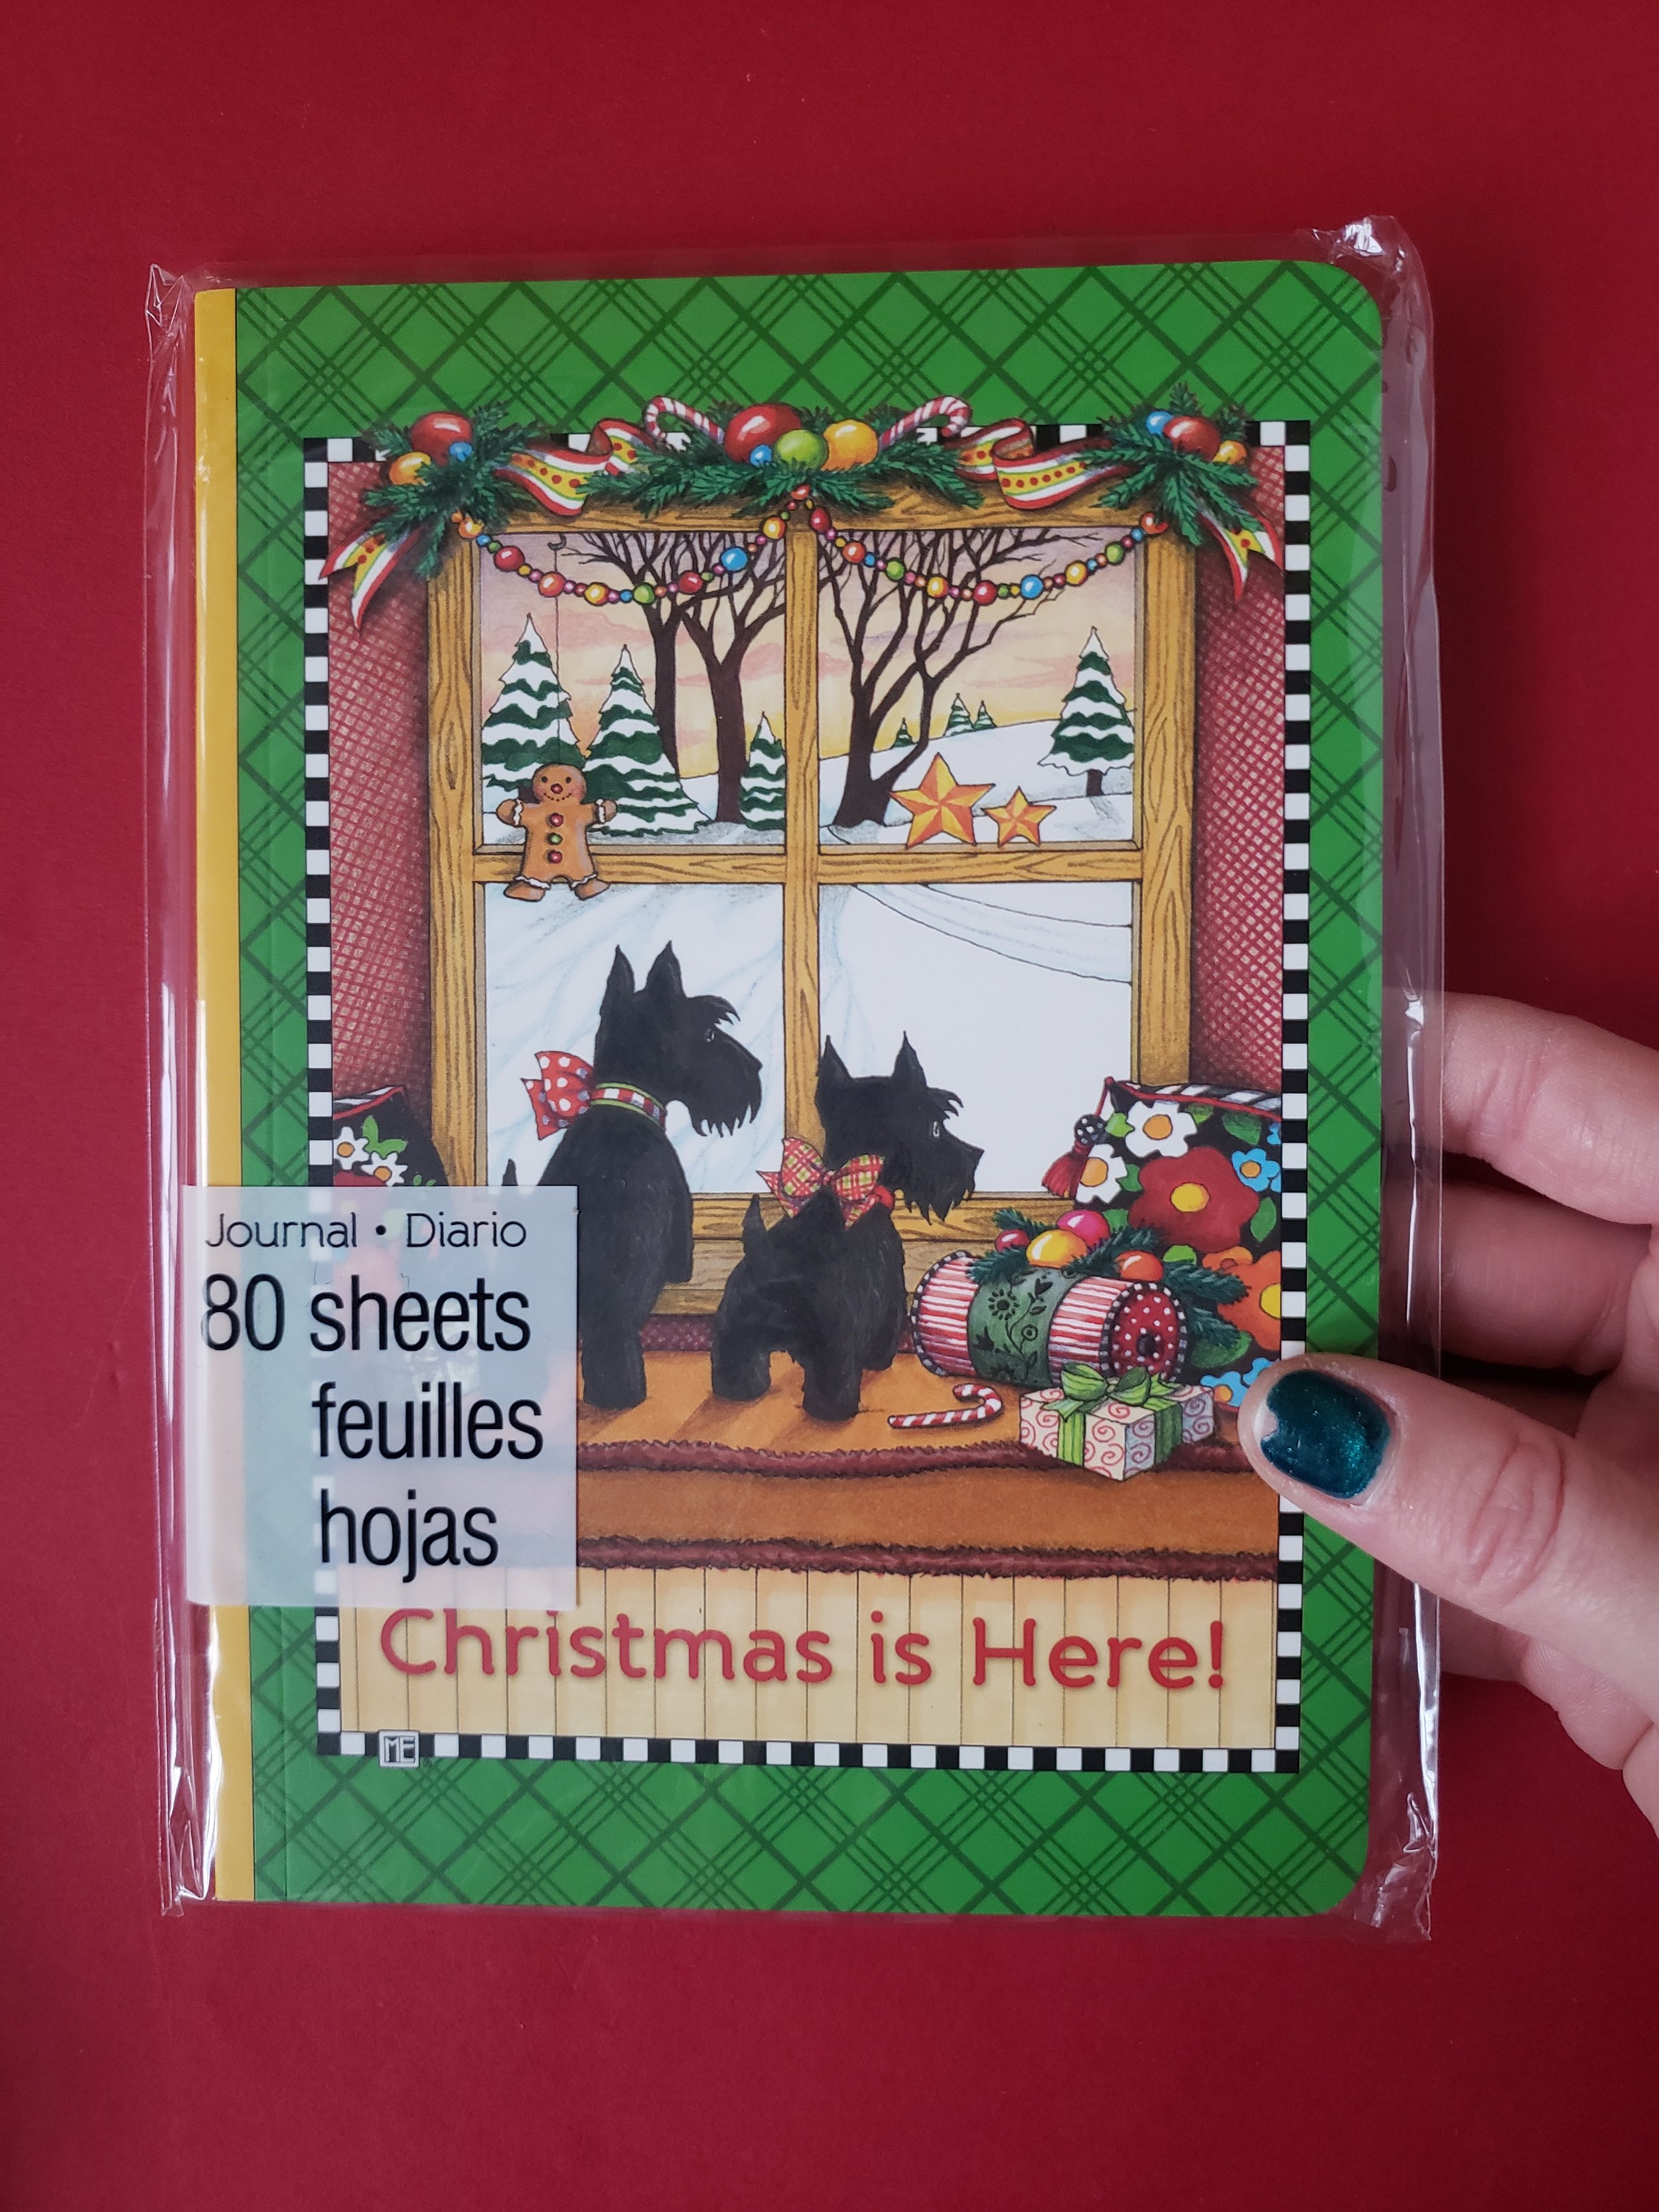 Journal • Diario
80 sheets
feuilles
hojas
Christmas is Here!
ME